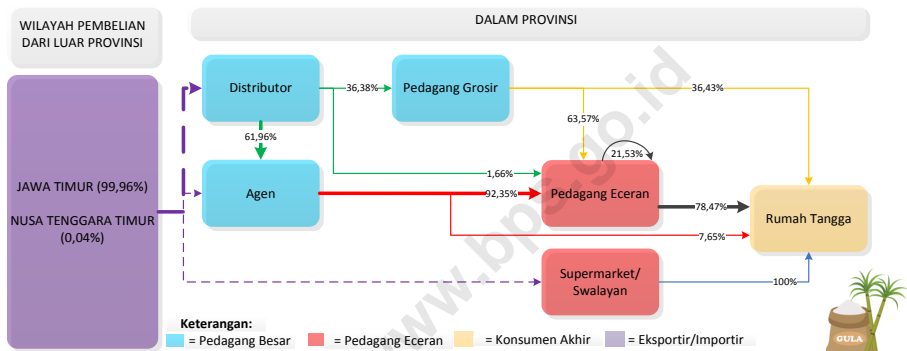 WILAYAH PEMBELIAN
DARI LUAR PROVINSI
DALAM PROVINSI
JAWA TIMUR (99,96%)
NUSA TENGGARA TIMUR
(0,04%)
Distributor
36,38%
Pedagang Grosir
36,43%
61,96%
63,57%
1,66%
21,53%
Agen
92,35%
Pedagang Eceran
78,47%
Rumah Tangga
7,65%
Supermarket/
Swalayan
100%
GULA
Keterangan:
= Pedagang Besar
= Pedagang Eceran
= Konsumen Akhir
= Eksportir/Importir
www.bps.go.id